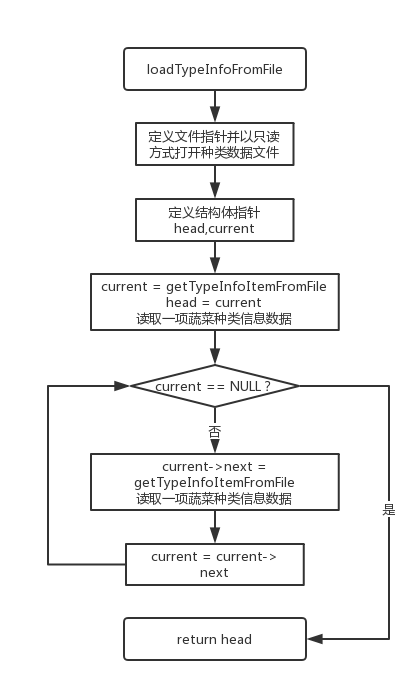 loadTypeInfoFromFile
定义文件指针并以只读
方式打开种类数据文件
定义结构体指针
head,current
current = getTypeInfoItemFromFile
head = current
读取一项蔬菜种类信息数据
current == NULL ?
否
current->next =
getTypeInfoItemFromFile
读取一项蔬菜种类信息数据
是
current = current->
next
return head